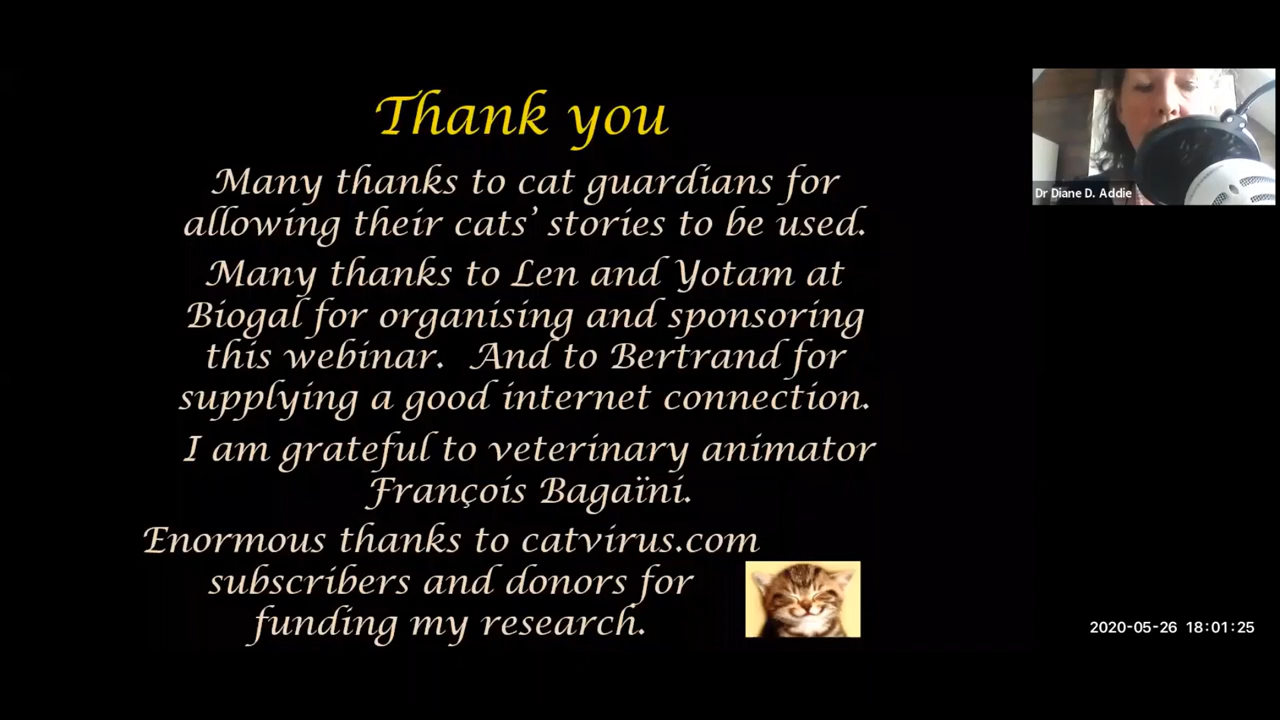 Thank you
Many thanks to cat guardians for
allowing their cats’ stories to be used.
Many thanks to Len and Yotam at
Biogal for organising and sponsoring
this webinar.  And to Bertrand for
supplying a good internet connection.
I am grateful to veterinary animator
François Bagaïni.
Enormous thanks to catvirus.com
subscribers and donors for
funding my research.
Dr Diane D. Addie
2020-05-26 18:01:25